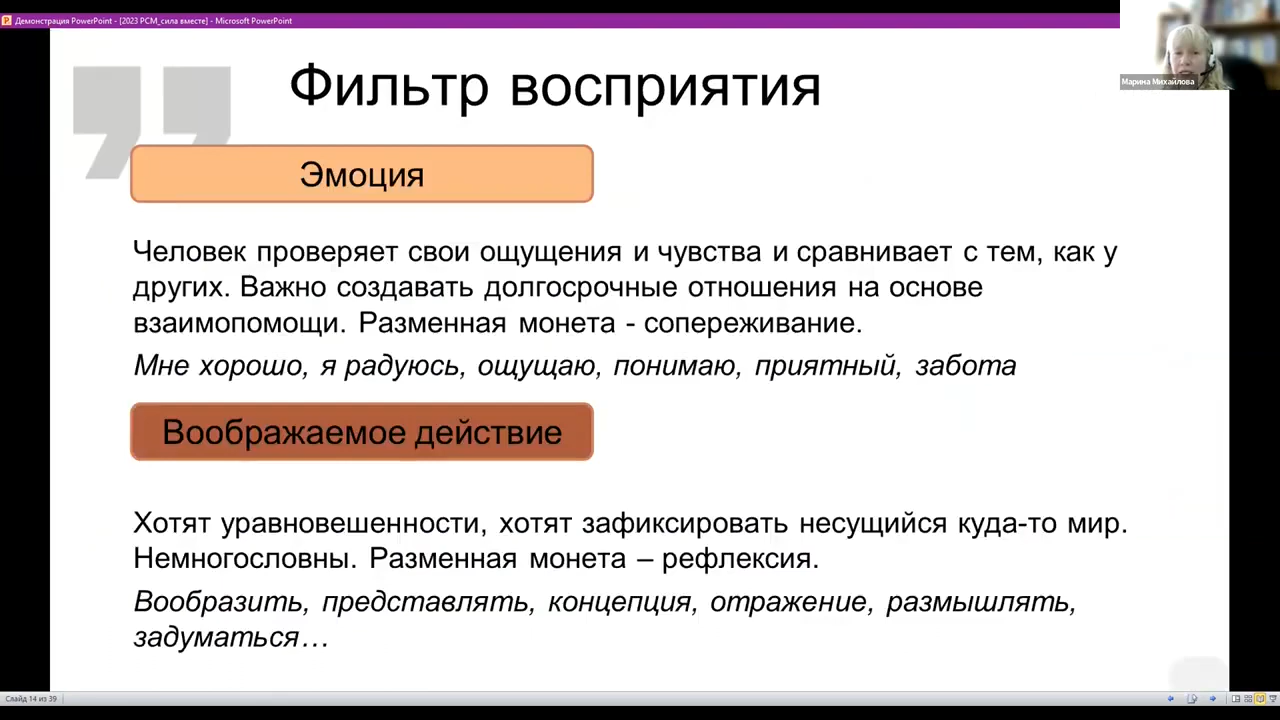 Демонстрация PowerPoint - [2023 PCM_сила вместе] - Microsoft PowerPoint
Марина Михайлова
Фильтр восприятия
Эмоция
Человек проверяет свои ощущения и чувства и сравнивает с тем, как у
других. Важно создавать долгосрочные отношения на основе
взаимопомощи. Разменная монета - сопереживание.
Мне хорошо, я радуюсь, ощущаю, понимаю, приятный, забота
Воображаемое действие
Хотят уравновешенности, хотят зафиксировать несущийся куда-то мир.
Немногословны. Разменная монета – рефлексия.
Вообразить, представлять, концепция, отражение, размышлять,
задуматься…
Слайд 14 из 39